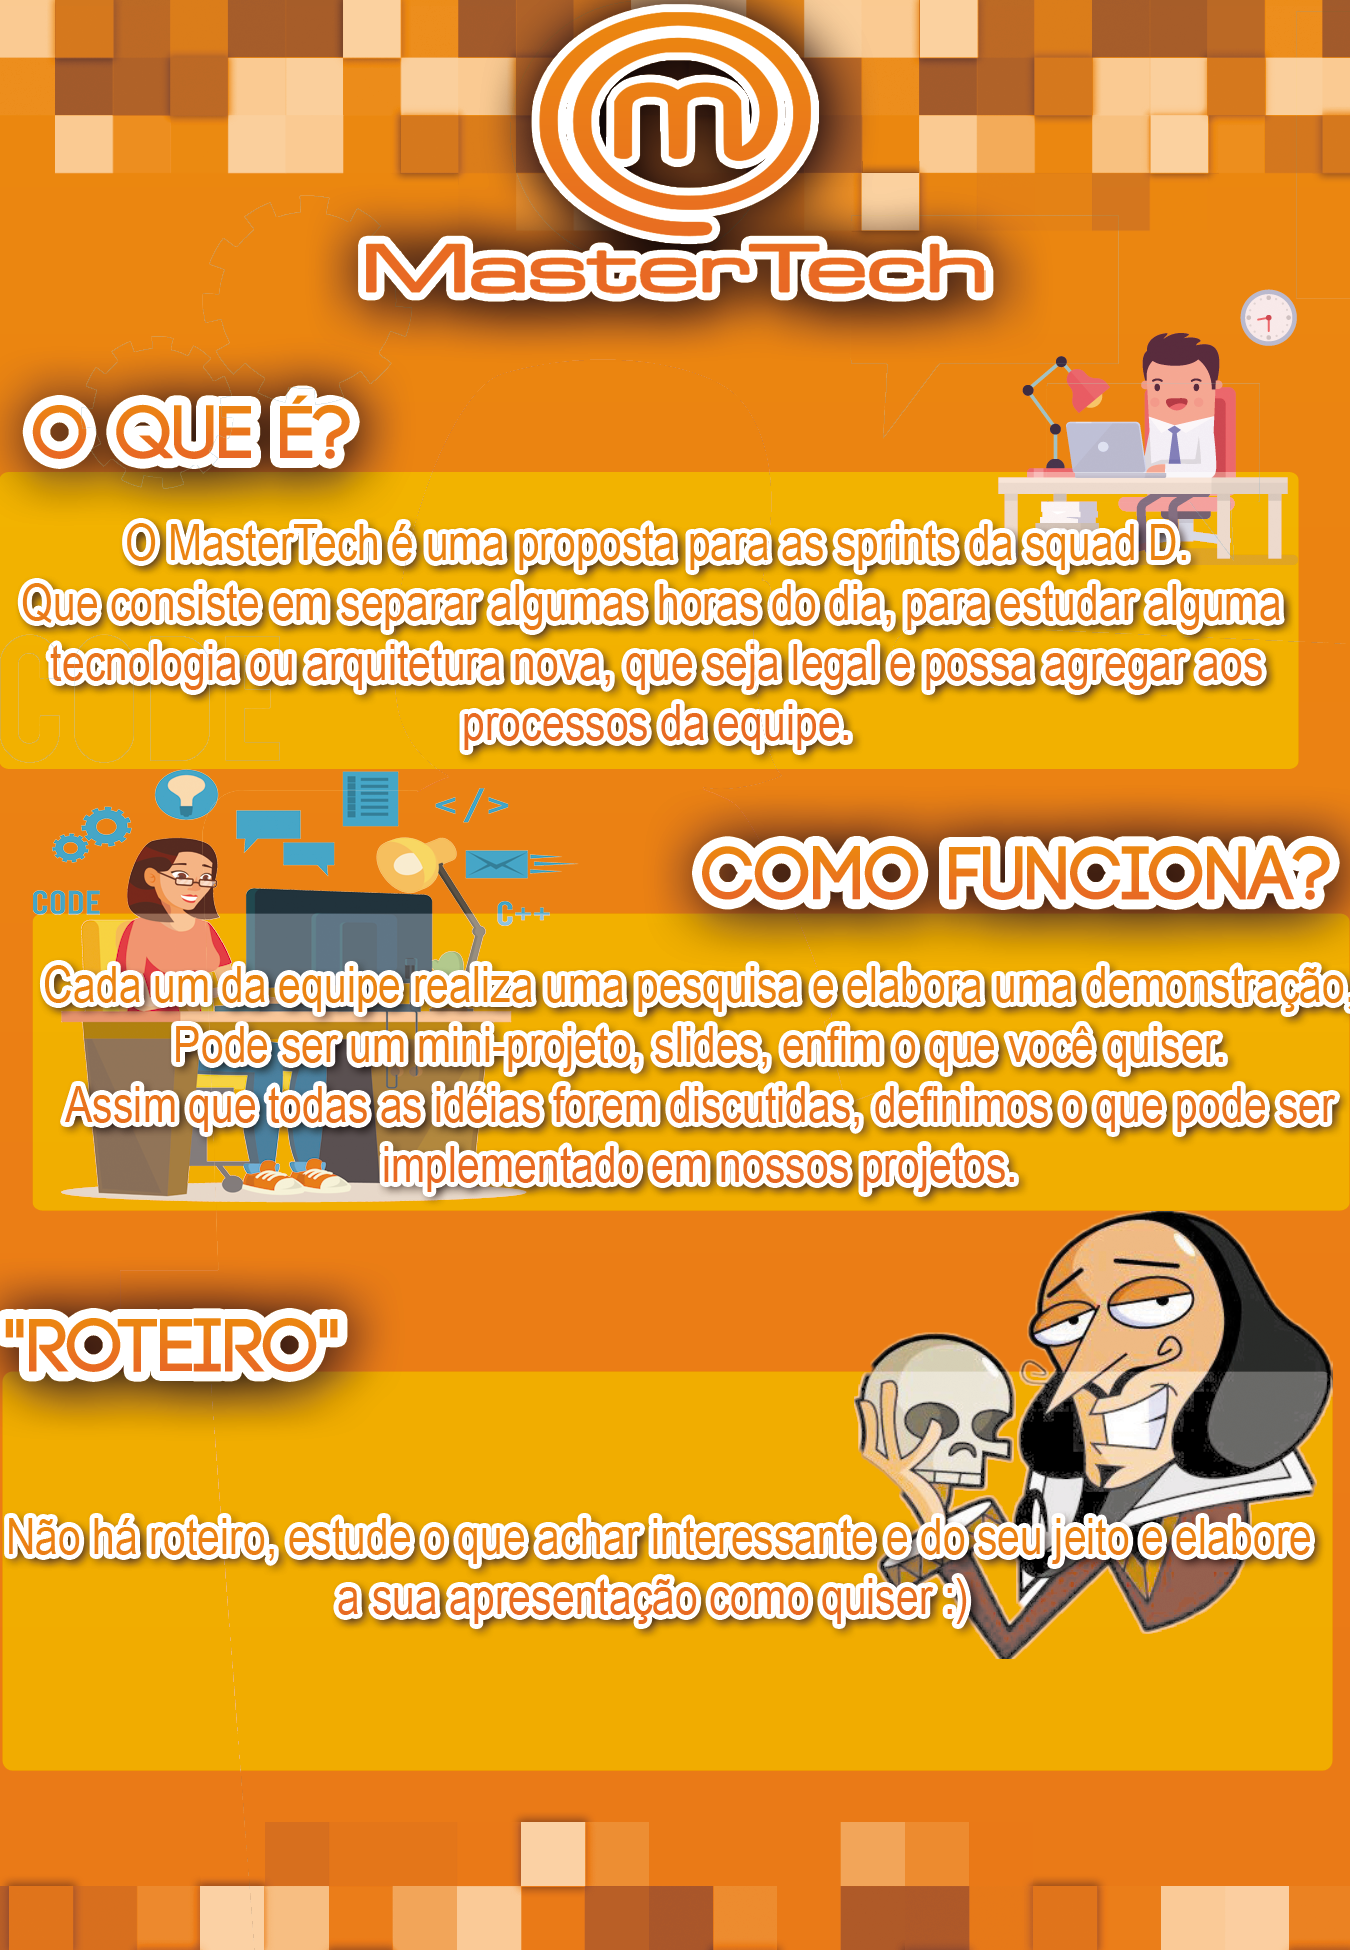 m
MasterTech
O QUE É?
O MasterTech é uma proposta para as sprints da squad D.
Que consiste em separar algumas horas do dia, para estudar alguma
tecnologia ou arquitetura nova, que seja legal e possa agregar aos
processos da equipe.
CODE
</>
CODE
C++
COMO FUNCIONA?
Cada um da equipe realiza uma pesquisa e elabora uma demonstração,
Pode ser um mini-projeto, slides, enfim o que você quiser.
Assim que todas as idéias forem discutidas, definimos o que pode ser
implementado em nossos projetos.
"ROTEIRO"
Não há roteiro, estude o que achar interessante e do seu jeito e elabore
a sua apresentação como quiser :)